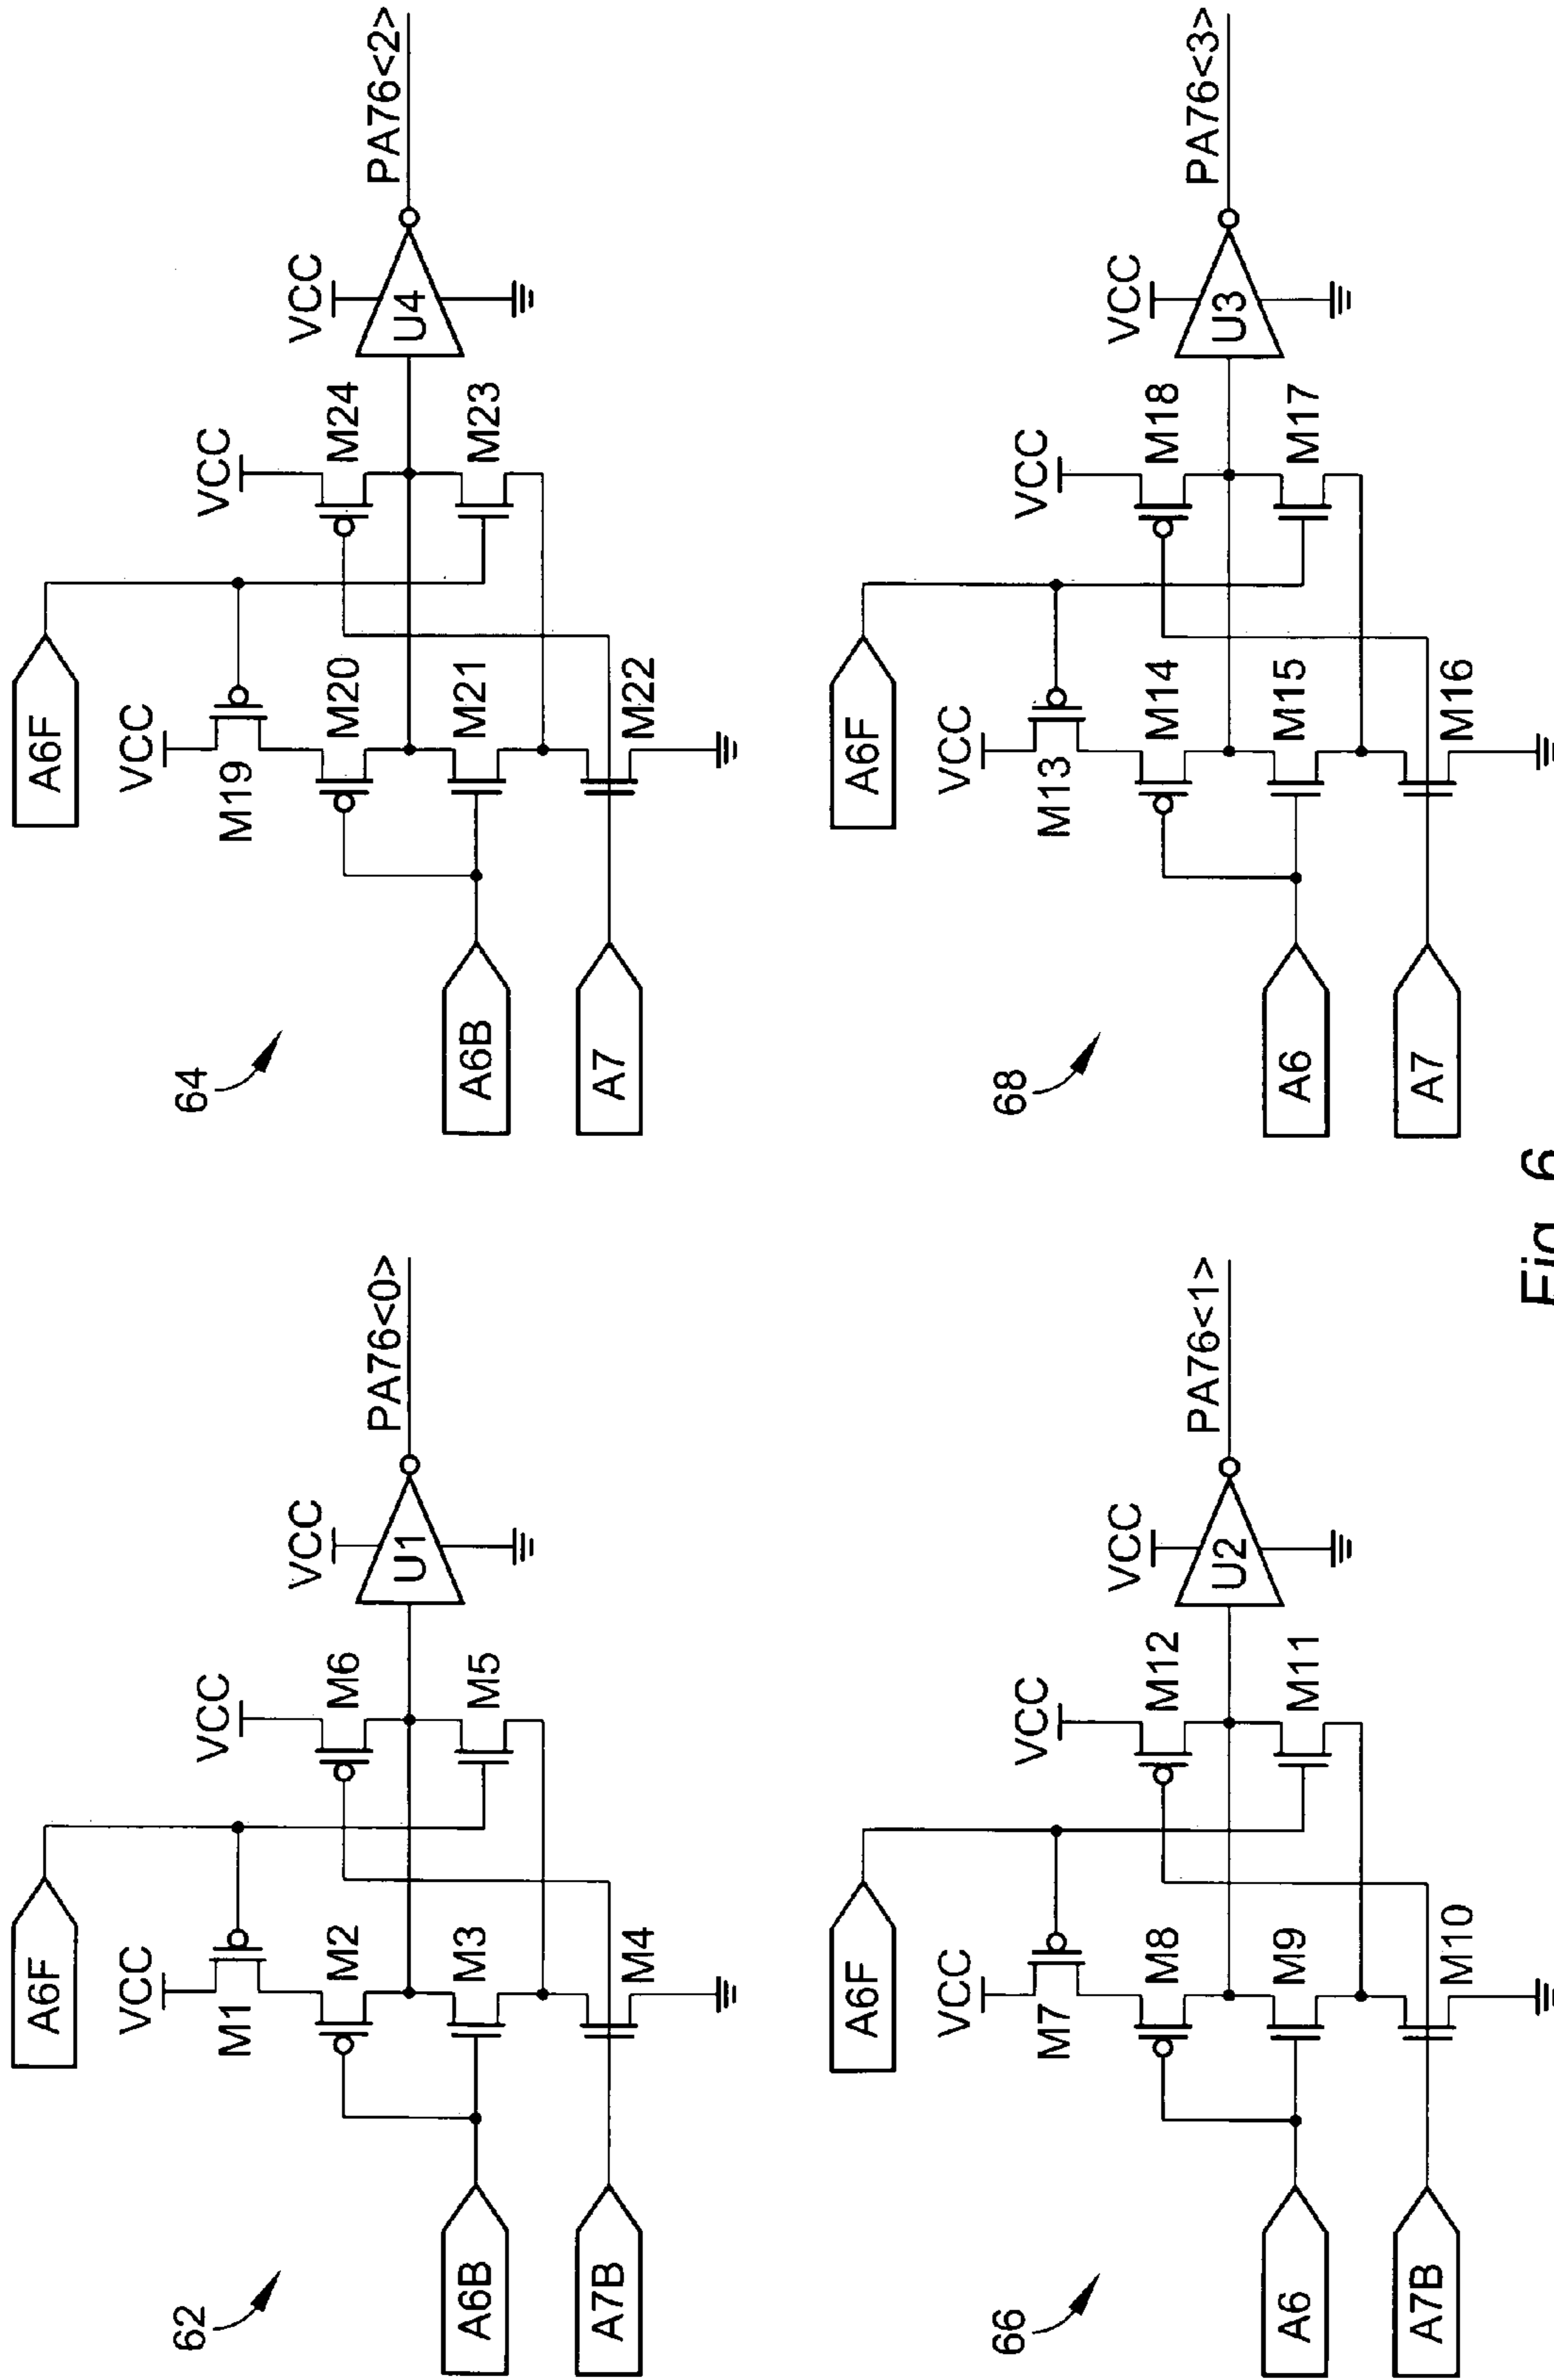 62
A6F
VCC
M1
VCC
M2
M6
VCC
A6B
M3
M5
U1
PA76<0>
A7B
M4
64
A6F
VCC
M19
VCC
M20
M24
VCC
A6B
M21
M23
U4
PA76<2>
A7
M22
66
A6F
VCC
M7
VCC
M8
M12
VCC
A6
M9
M11
U2
PA76<1>
A7B
M10
68
A6F
VCC
M13
VCC
M14
M18
VCC
A6
M15
M17
U3
PA76<3>
A7
M16
Fig. 6